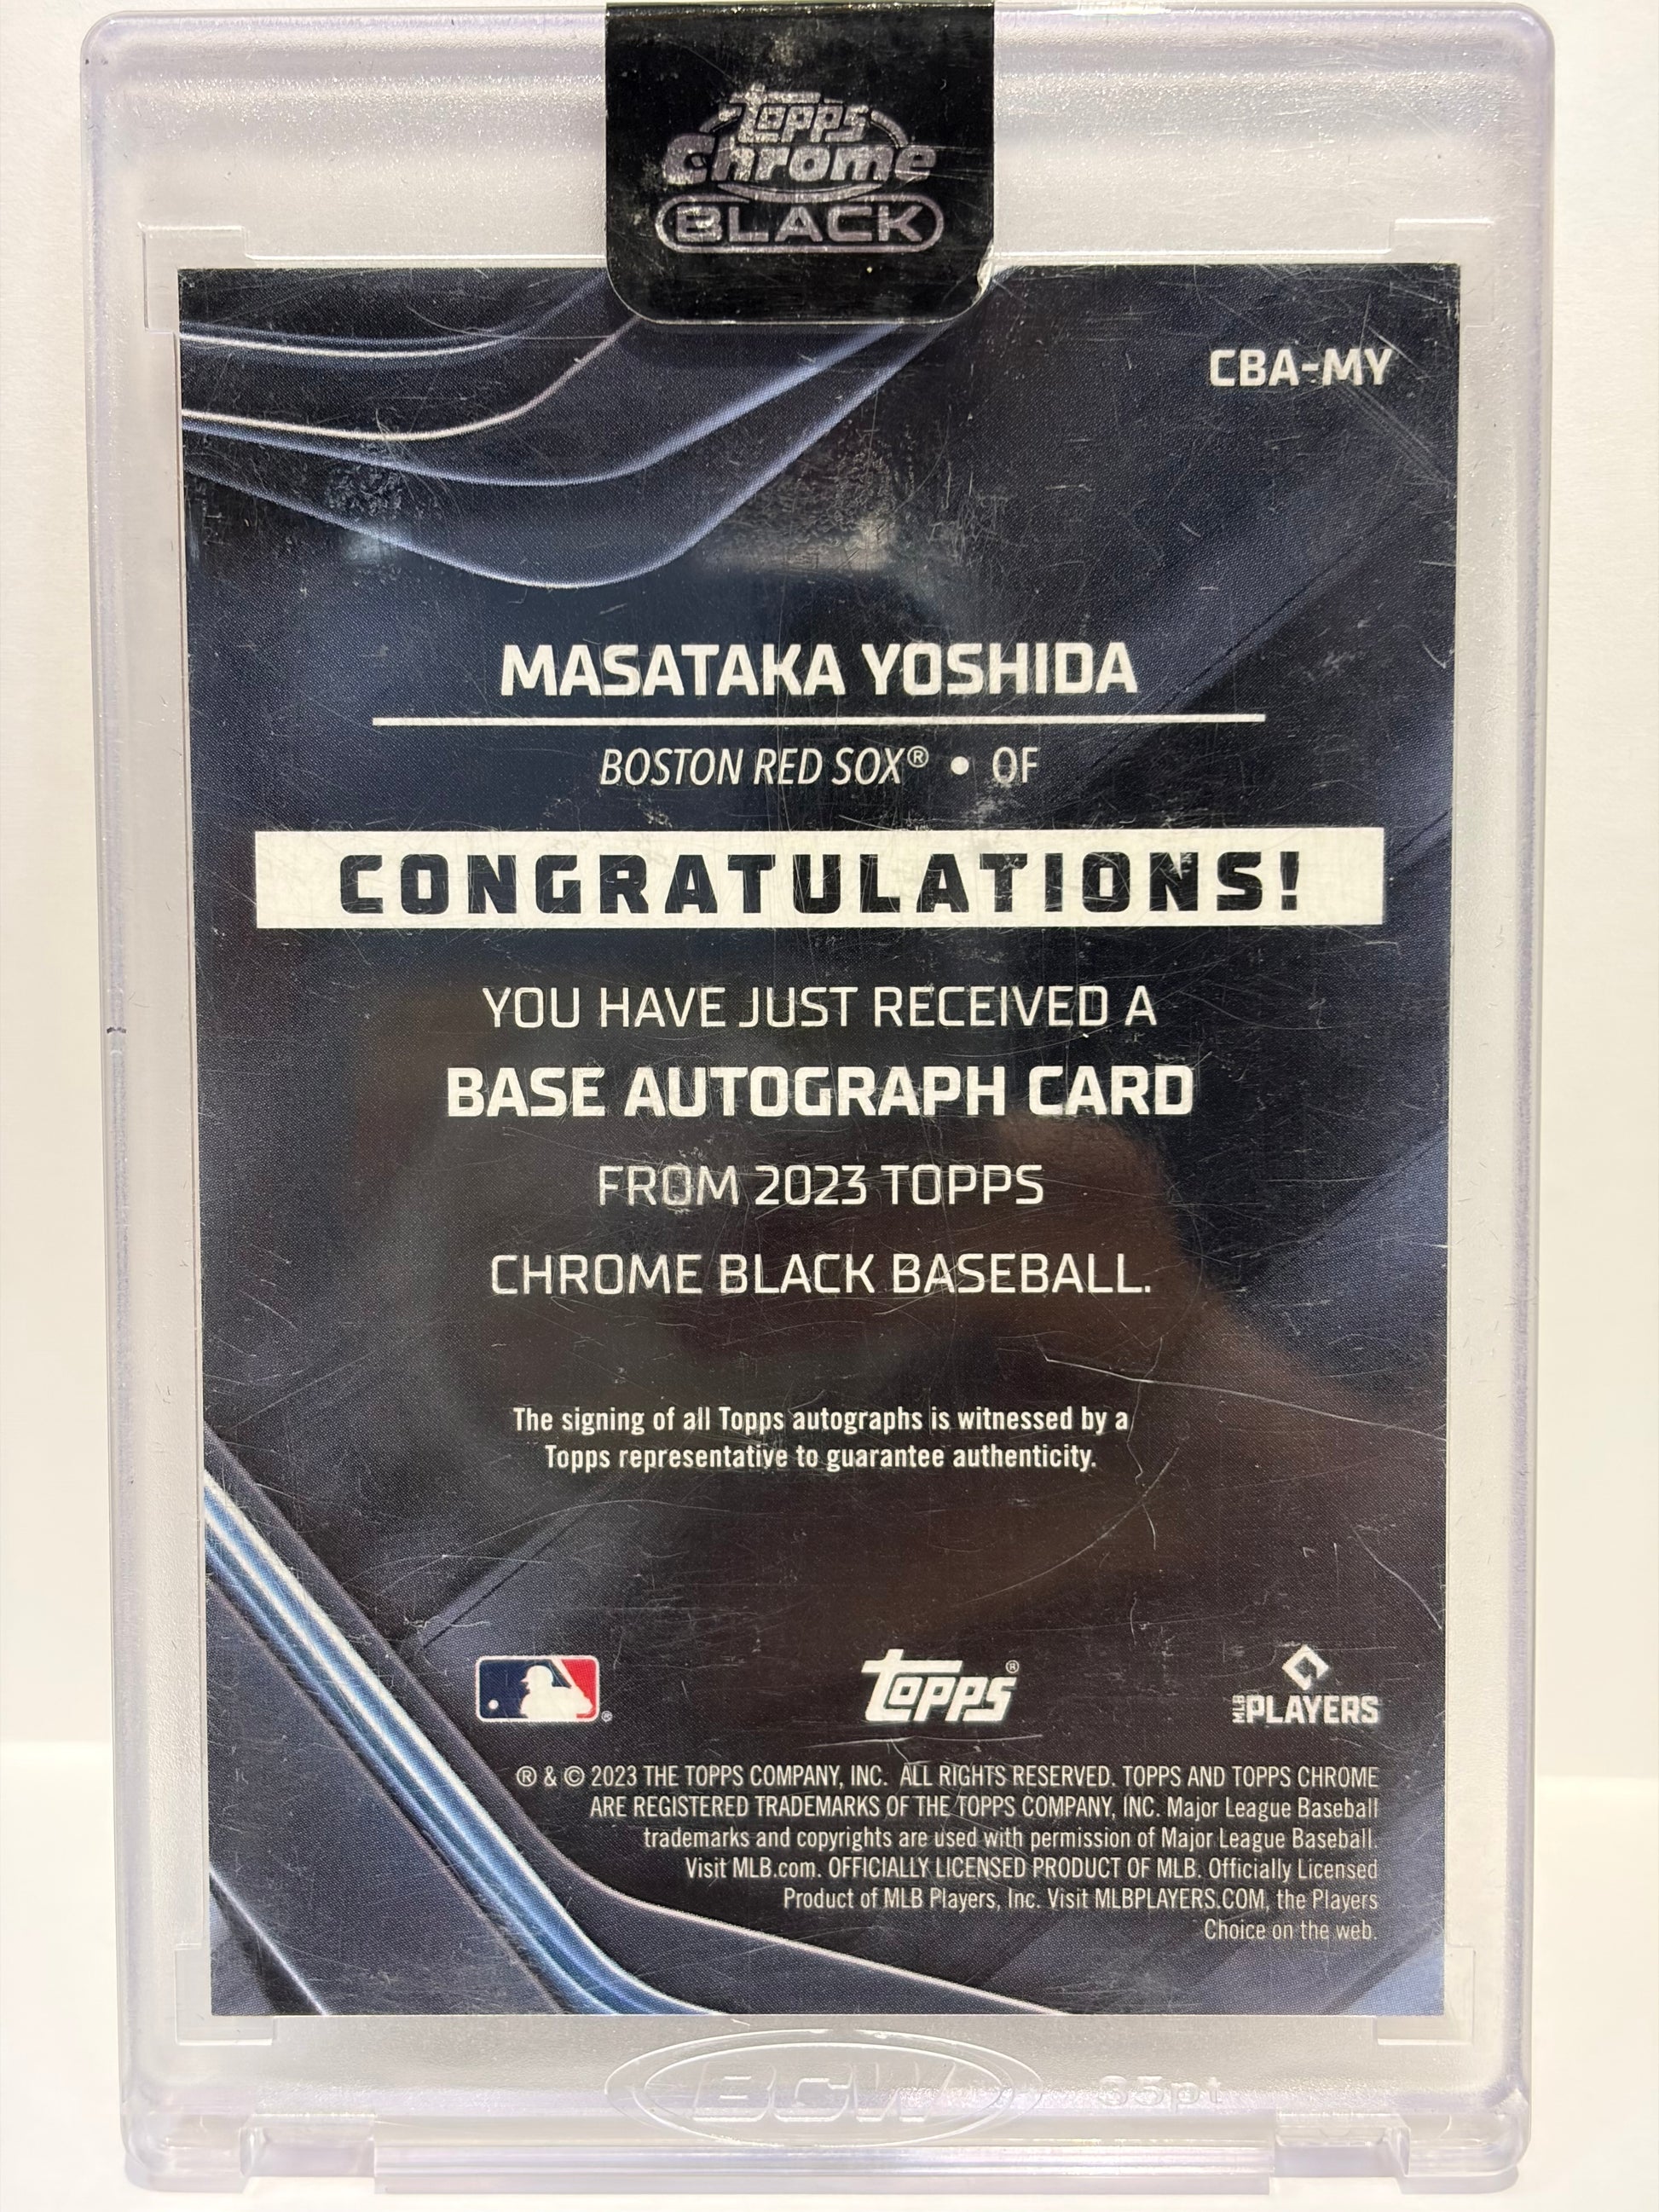 Topps
Chrome
BLACK
CBA-MY
MASATAKA YOSHIDA
BOSTON RED SOX® • OF
CONGRATULATIONS!
YOU HAVE JUST RECEIVED A
BASE AUTOGRAPH CARD
FROM 2023 TOPPS
CHROME BLACK BASEBALL.
The signing of all Topps autographs is witnessed by a
Topps representative to guarantee authenticity.
Topps®
MLB PLAYERS
® & © 2023 THE TOPPS COMPANY, INC. ALL RIGHTS RESERVED. TOPPS AND TOPPS CHROME
ARE REGISTERED TRADEMARKS OF THE TOPPS COMPANY, INC. Major League Baseball
trademarks and copyrights are used with permission of Major League Baseball.
Visit MLB.com. OFFICIALLY LICENSED PRODUCT OF MLB. Officially Licensed
Product of MLB Players, Inc. Visit MLBPLAYERS.COM, the Players
Choice on the web.
BCW 35pt